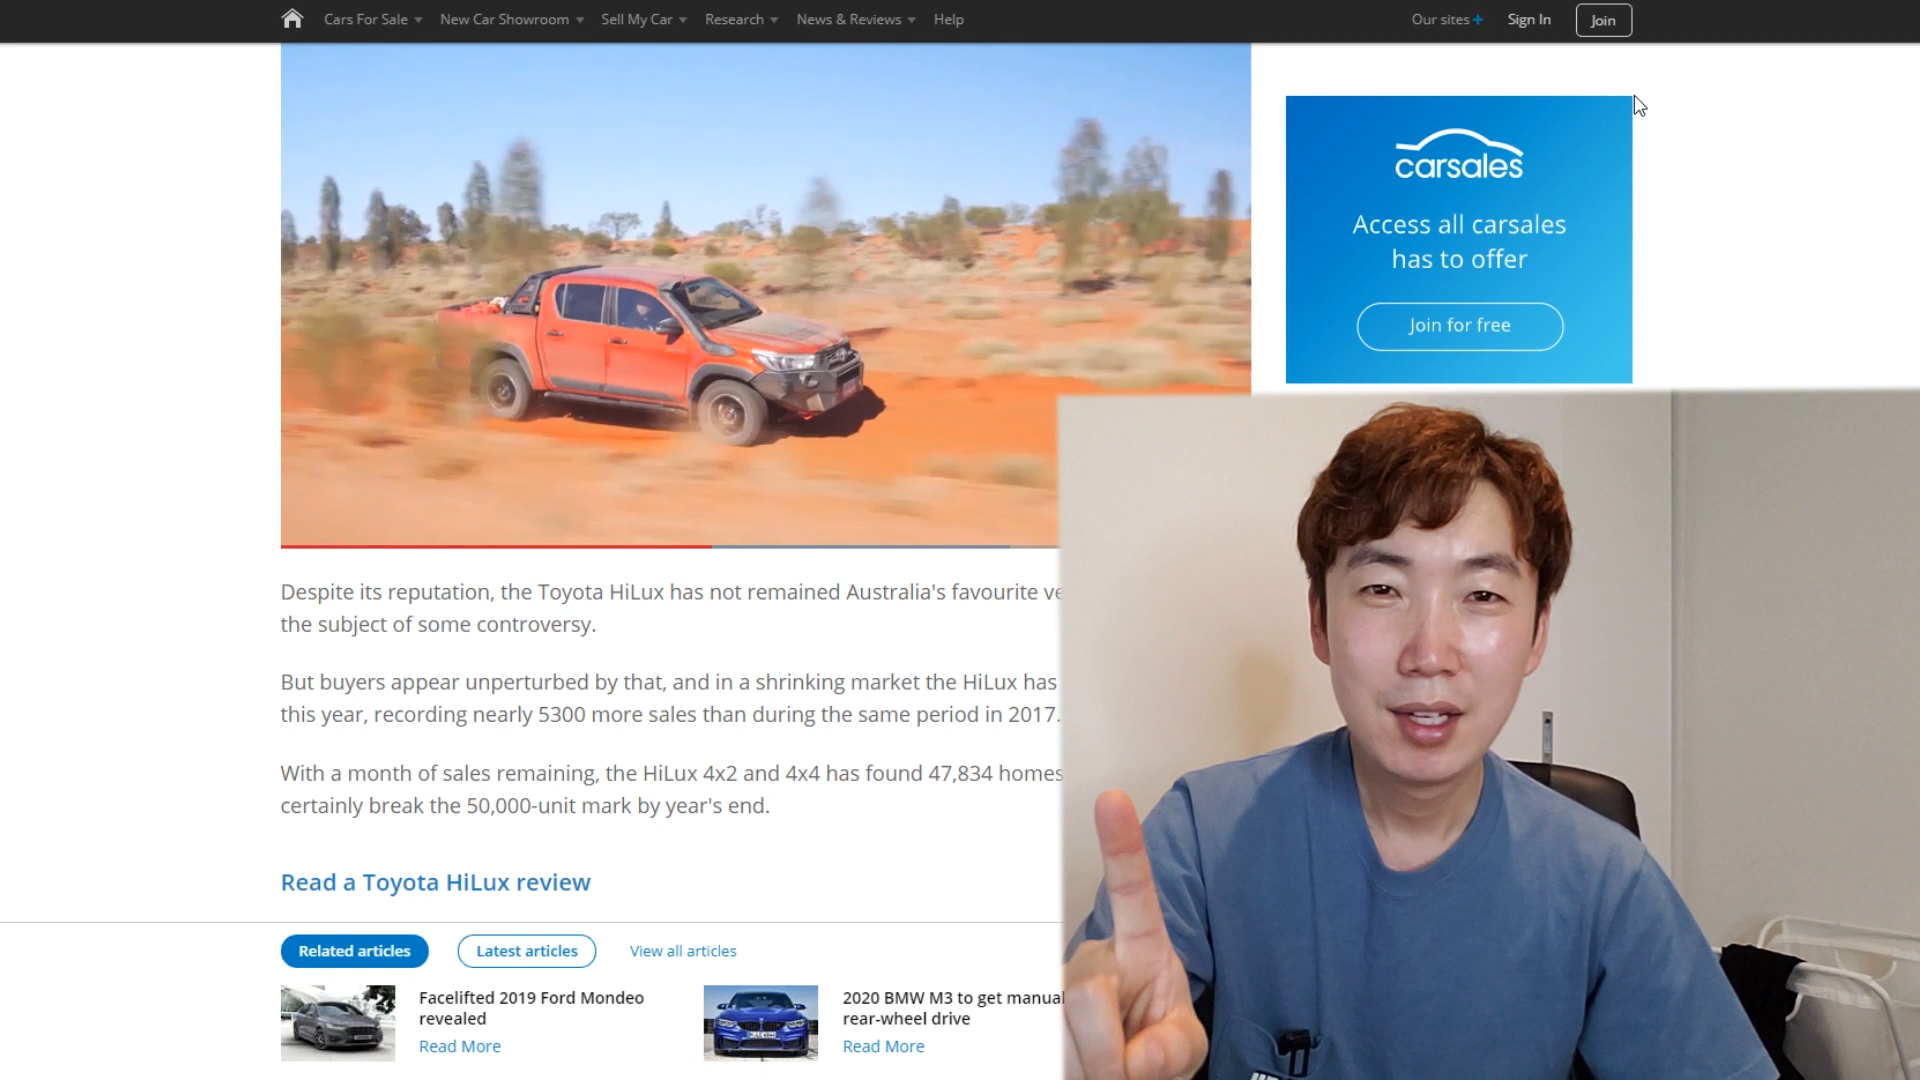 Cars For Sale
New Car Showroom
Sell My Car
Research
News & Reviews
Help
Our sites+
Sign In
Join
carsales
Access all carsales
has to offer
Join for free
Despite its reputation, the Toyota HiLux has not remained Australia's favourite
the subject of some controversy.
But buyers appear unperturbed by that, and in a shrinking market the HiLux has
this year, recording nearly 5300 more sales than during the same period in 2017.
With a month of sales remaining, the HiLux 4x2 and 4x4 has found 47,834 homes
certainly break the 50,000-unit mark by year's end.
Read a Toyota HiLux review
Related articles
Latest articles
View all articles
Facelifted 2019 Ford Mondeo
revealed
Read More
2020 BMW M3 to get manual
rear-wheel drive
Read More